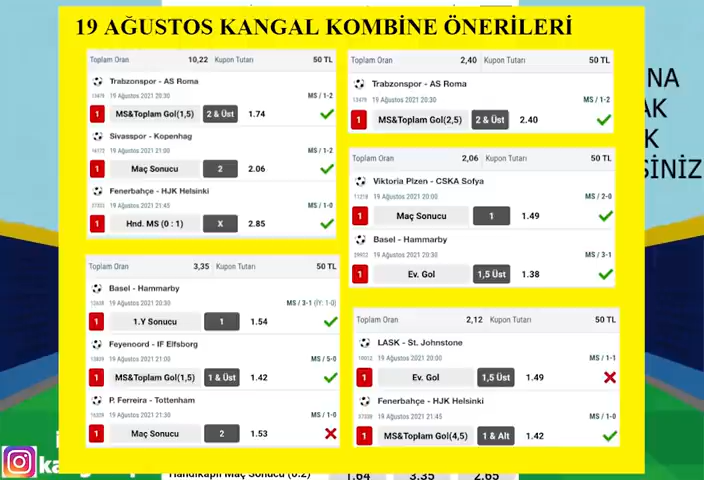 19 AĞUSTOS KANGAL KOMBİNE ÖNERİLERİ
Toplam Oran 10,22 Kupon Tutarı 50 TL
Trabzonspor - AS Roma
13479 19 Ağustos 2021 20:30 MS / 1-2
1 MS&Toplam Gol(1,5) 2 & Üst 1.74
Sivasspor - Kopenhag
19 Ağustos 2021 21:00 MS / 1-2
1 Maç Sonucu 2 2.06
Fenerbahçe - HJK Helsinki
19 Ağustos 2021 21:45 MS / 1-0
1 Hnd. MS (0 : 1) X 2.85
Toplam Oran 3,35 Kupon Tutarı 50 TL
Basel - Hammarby
19 Ağustos 2021 20:30 MS / 3-1 (İY: 1-0)
1 1.Y Sonucu 1 1.54
Feyenoord - IF Elfsborg
19 Ağustos 2021 21:00 MS / 5-0
1 MS&Toplam Gol(1,5) 1 & Üst 1.42
P. Ferreira - Tottenham
19 Ağustos 2021 21:30 MS / 1-0
1 Maç Sonucu 2 1.53
Toplam Oran 2,40 Kupon Tutarı 50 TL
Trabzonspor - AS Roma
13479 19 Ağustos 2021 20:30 MS / 1-2
1 MS&Toplam Gol(2,5) 2 & Üst 2.40
Toplam Oran 2,06 Kupon Tutarı 50 TL
Viktoria Plzen - CSKA Sofya
19 Ağustos 2021 20:00 MS / 2-0
1 Maç Sonucu 1 1.49
Basel - Hammarby
19 Ağustos 2021 20:30 MS / 3-1
1 Ev. Gol 1,5 Üst 1.38
Toplam Oran 2,12 Kupon Tutarı 50 TL
LASK - St. Johnstone
19 Ağustos 2021 20:00 MS / 1-1
1 Ev. Gol 1,5 Üst 1.49
Fenerbahçe - HJK Helsinki
19 Ağustos 2021 21:45 MS / 1-0
1 MS&Toplam Gol(4,5) 1 & Alt 1.42
NA
AK
K
SİNİZ
Handikaplı Maç Sonucu (0:2) 1.64 3.35 2.65